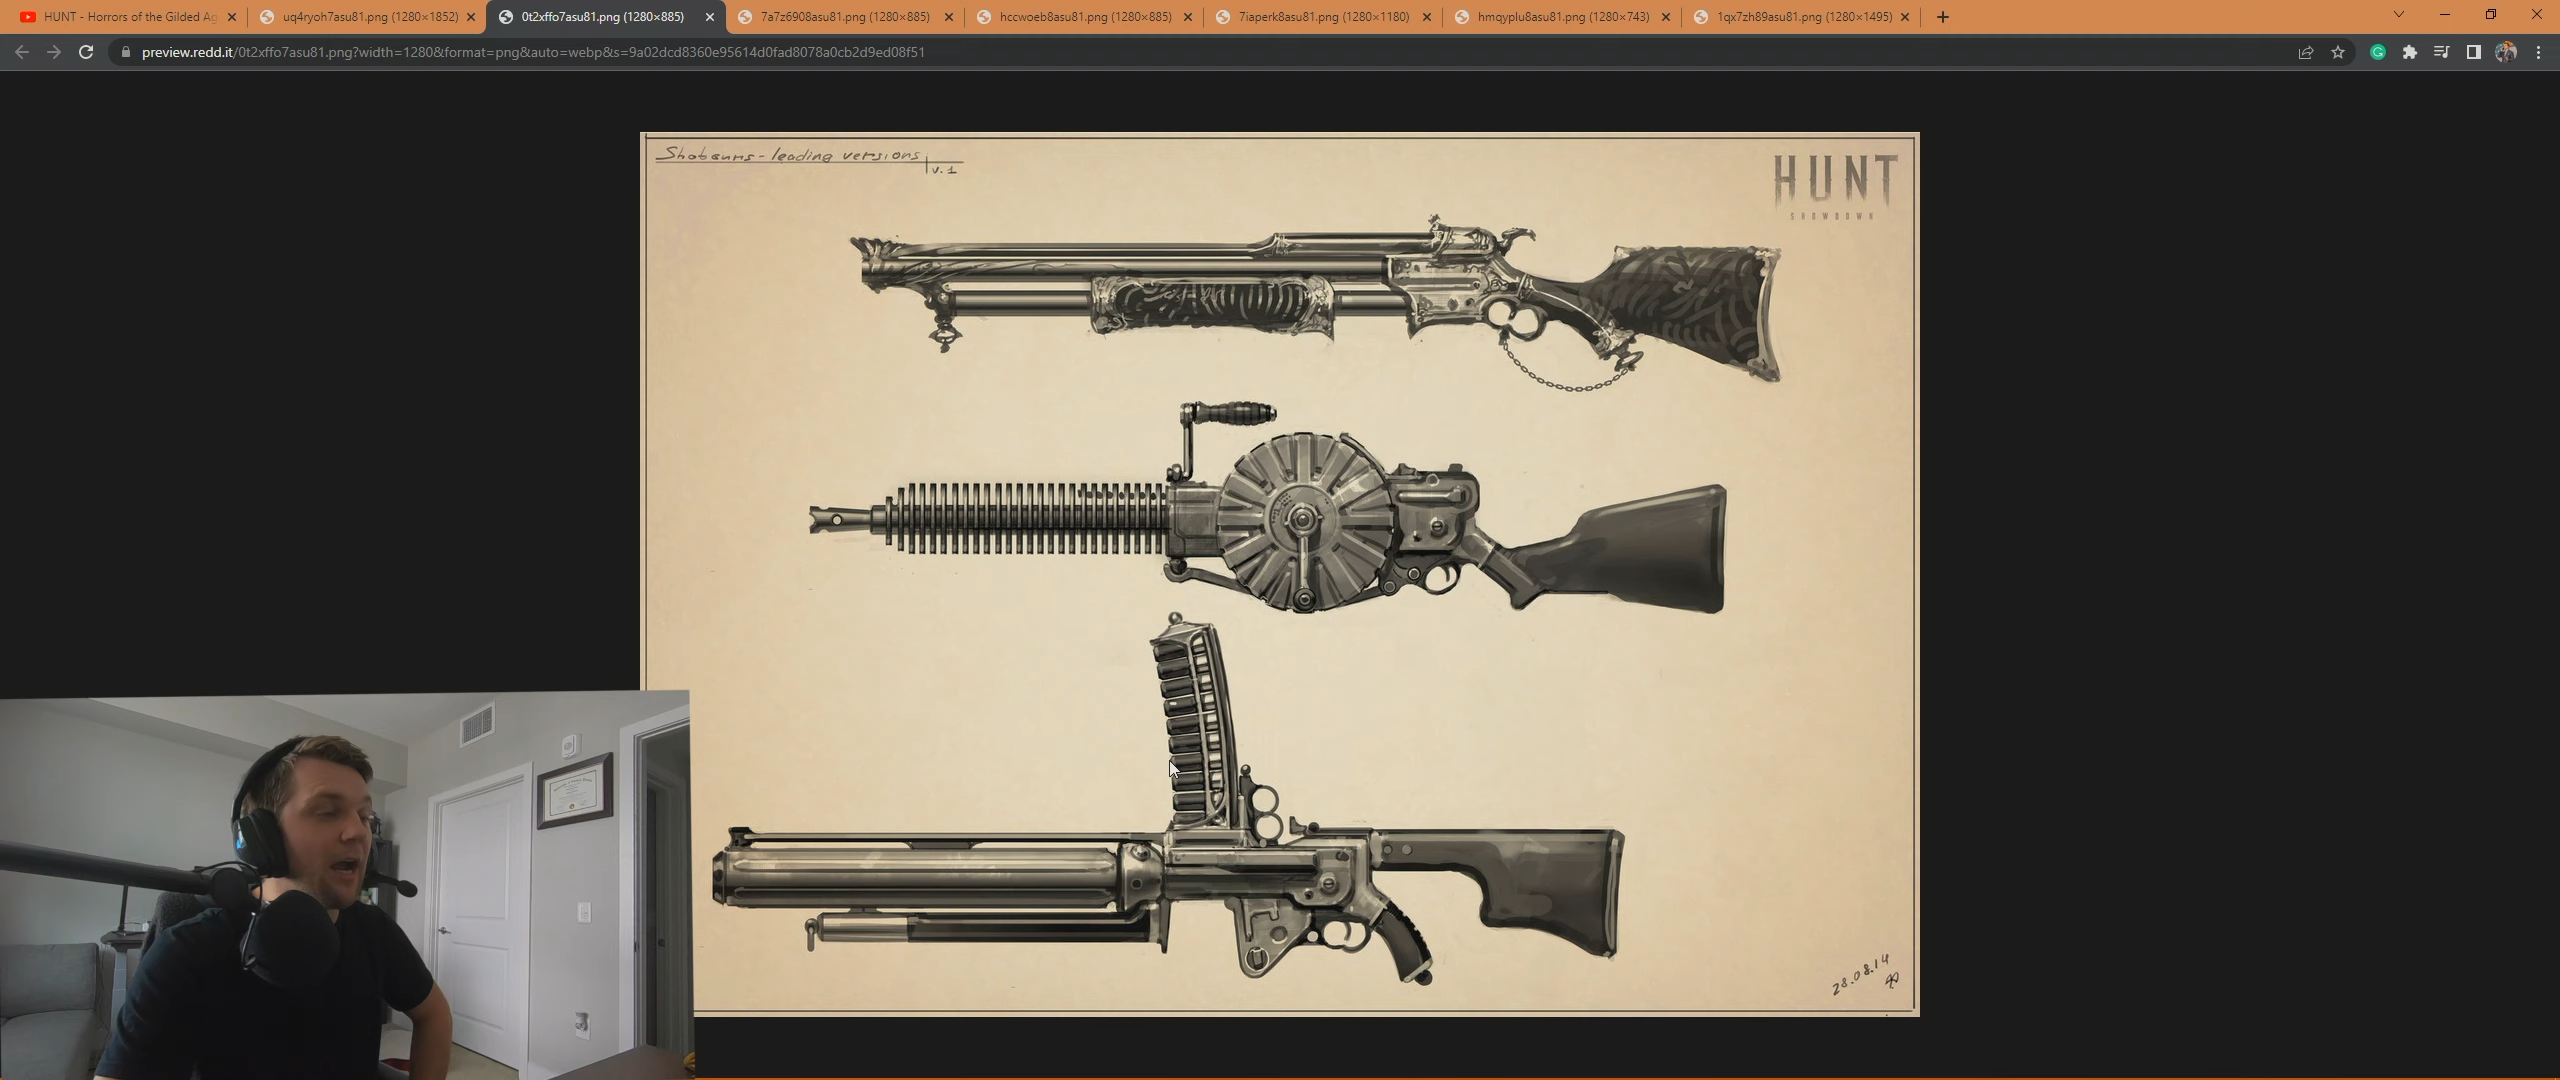 HUNT - Horrors of the Gilded Ag
uq4ryoh7asu81.png (1280×1852)
0t2xffo7asu81.png (1280×885)
7a7z6908asu81.png (1280×885)
hccwoeb8asu81.png (1280×885)
7iaperk8asu81.png (1280×1180)
hmqyplu8asu81.png (1280×743)
1qx7zh89asu81.png (1280×1495)
preview.redd.it/0t2xffo7asu81.png?width=1280&format=png&auto=webp&s=9a02dcd8360e95614d0fad8078a0cb2d9ed08f51
Shotguns - leading versions
v.1
HUNT
SHOWDOWN
28.08.14